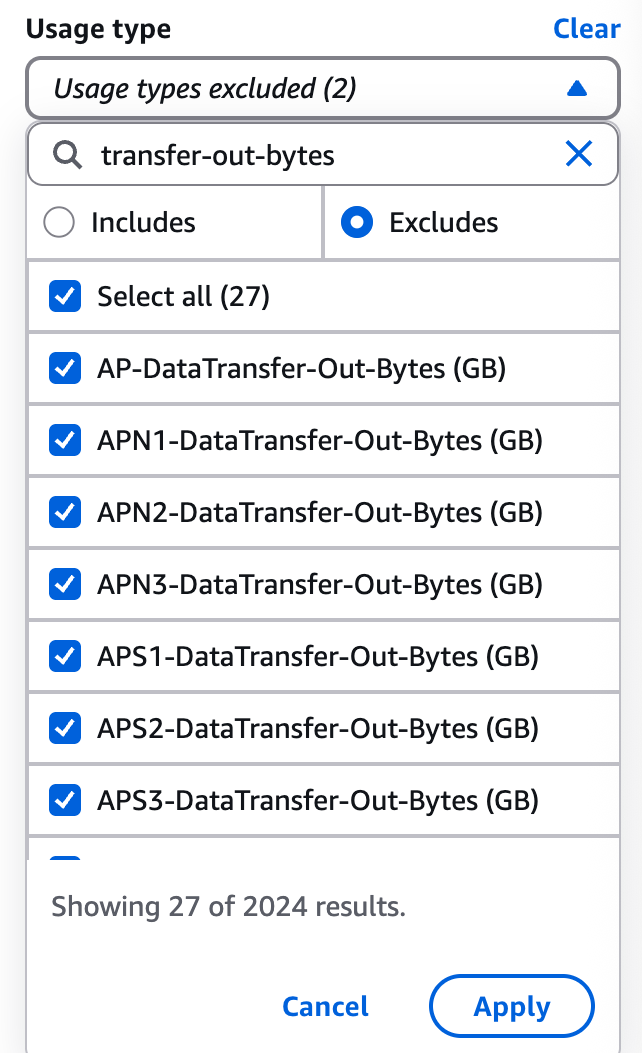 Usage type
Clear
Usage types excluded (2)
transfer-out-bytes
Includes
Excludes
Select all (27)
AP-DataTransfer-Out-Bytes (GB)
APN1-DataTransfer-Out-Bytes (GB)
APN2-DataTransfer-Out-Bytes (GB)
APN3-DataTransfer-Out-Bytes (GB)
APS1-DataTransfer-Out-Bytes (GB)
APS2-DataTransfer-Out-Bytes (GB)
APS3-DataTransfer-Out-Bytes (GB)
Showing 27 of 2024 results.
Cancel
Apply